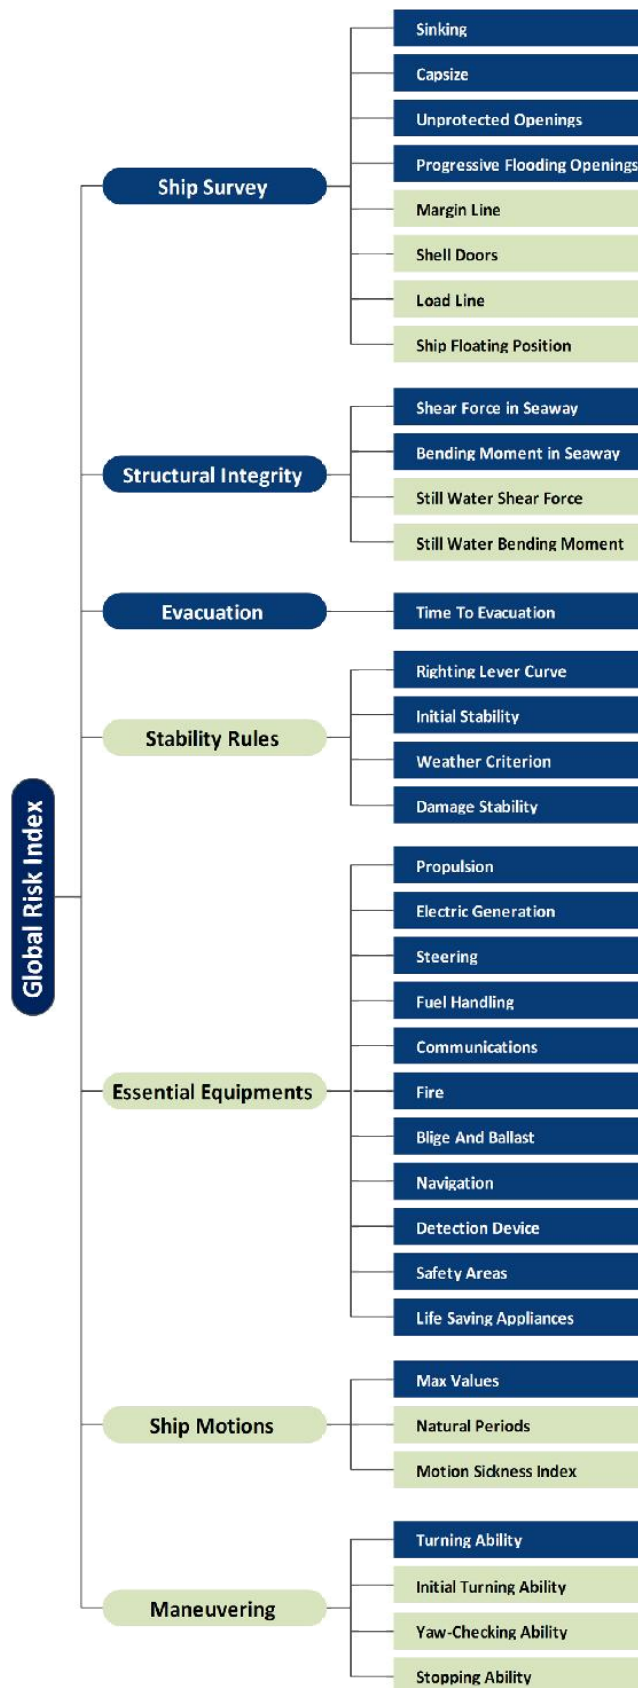 Global Risk Index
Ship Survey
Sinking
Capsize
Unprotected Openings
Progressive Flooding Openings
Margin Line
Shell Doors
Load Line
Ship Floating Position
Structural Integrity
Shear Force in Seaway
Bending Moment in Seaway
Still Water Shear Force
Still Water Bending Moment
Evacuation
Time To Evacuation
Stability Rules
Righting Lever Curve
Initial Stability
Weather Criterion
Damage Stability
Essential Equipments
Propulsion
Electric Generation
Steering
Fuel Handling
Communications
Fire
Blige And Ballast
Navigation
Detection Device
Safety Areas
Life Saving Appliances
Ship Motions
Max Values
Natural Periods
Motion Sickness Index
Maneuvering
Turning Ability
Initial Turning Ability
Yaw-Checking Ability
Stopping Ability